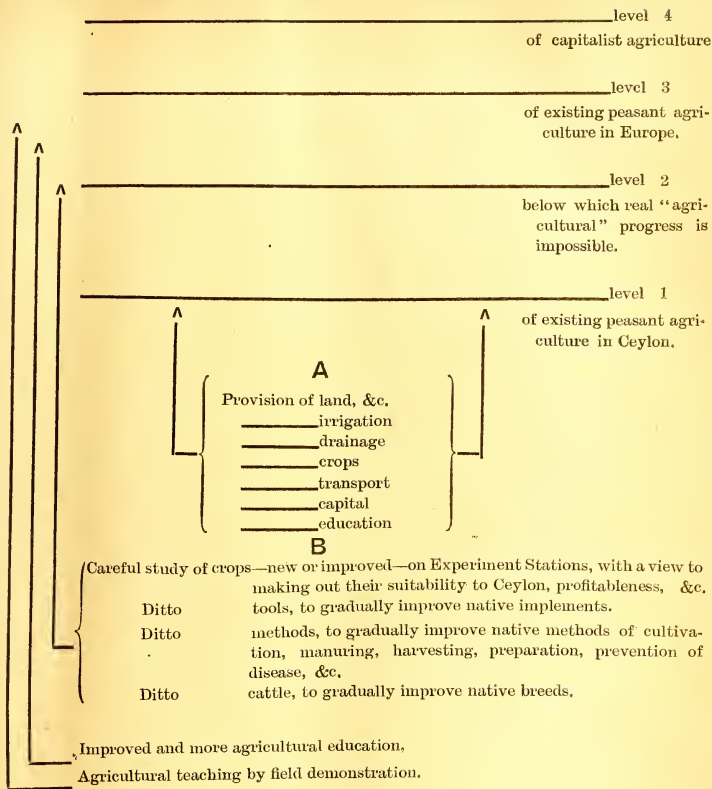 level 4
of capitalist agriculture
level 3
of existing peasant agri-
culture in Europe.
level 2
below which real "agri-
cultural" progress is
impossible.
level 1
of existing peasant agri-
culture in Ceylon.
A
Provision of land, &c.
irrigation
drainage
crops
transport
capital
education
B
Careful study of crops—new or improved—on Experiment Stations, with a view to
making out their suitability to Ceylon, profitableness, &c.
Ditto tools, to gradually improve native implements.
Ditto methods, to gradually improve native methods of cultiva-
tion, manuring, harvesting, preparation, prevention of
disease, &c.
Ditto cattle, to gradually improve native breeds.
Improved and more agricultural education,
Agricultural teaching by field demonstration.